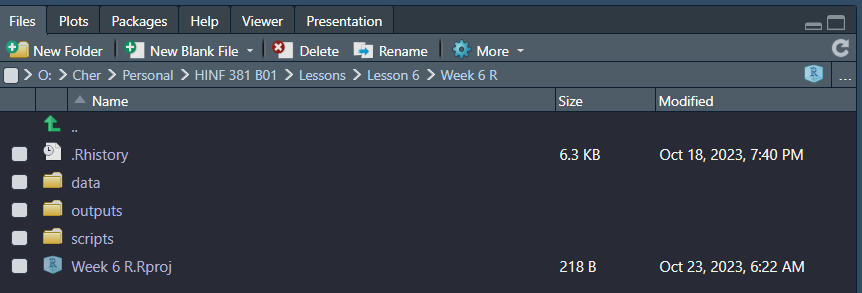 Files Plots Packages Help Viewer Presentation
New Folder New Blank File Delete Rename More
O: Cher Personal HINF 381 B01 Lessons Lesson 6 Week 6 R R ...
Name Size Modified
..
.Rhistory 6.3 KB Oct 18, 2023, 7:40 PM
data
outputs
scripts
Week 6 R.Rproj 218 B Oct 23, 2023, 6:22 AM